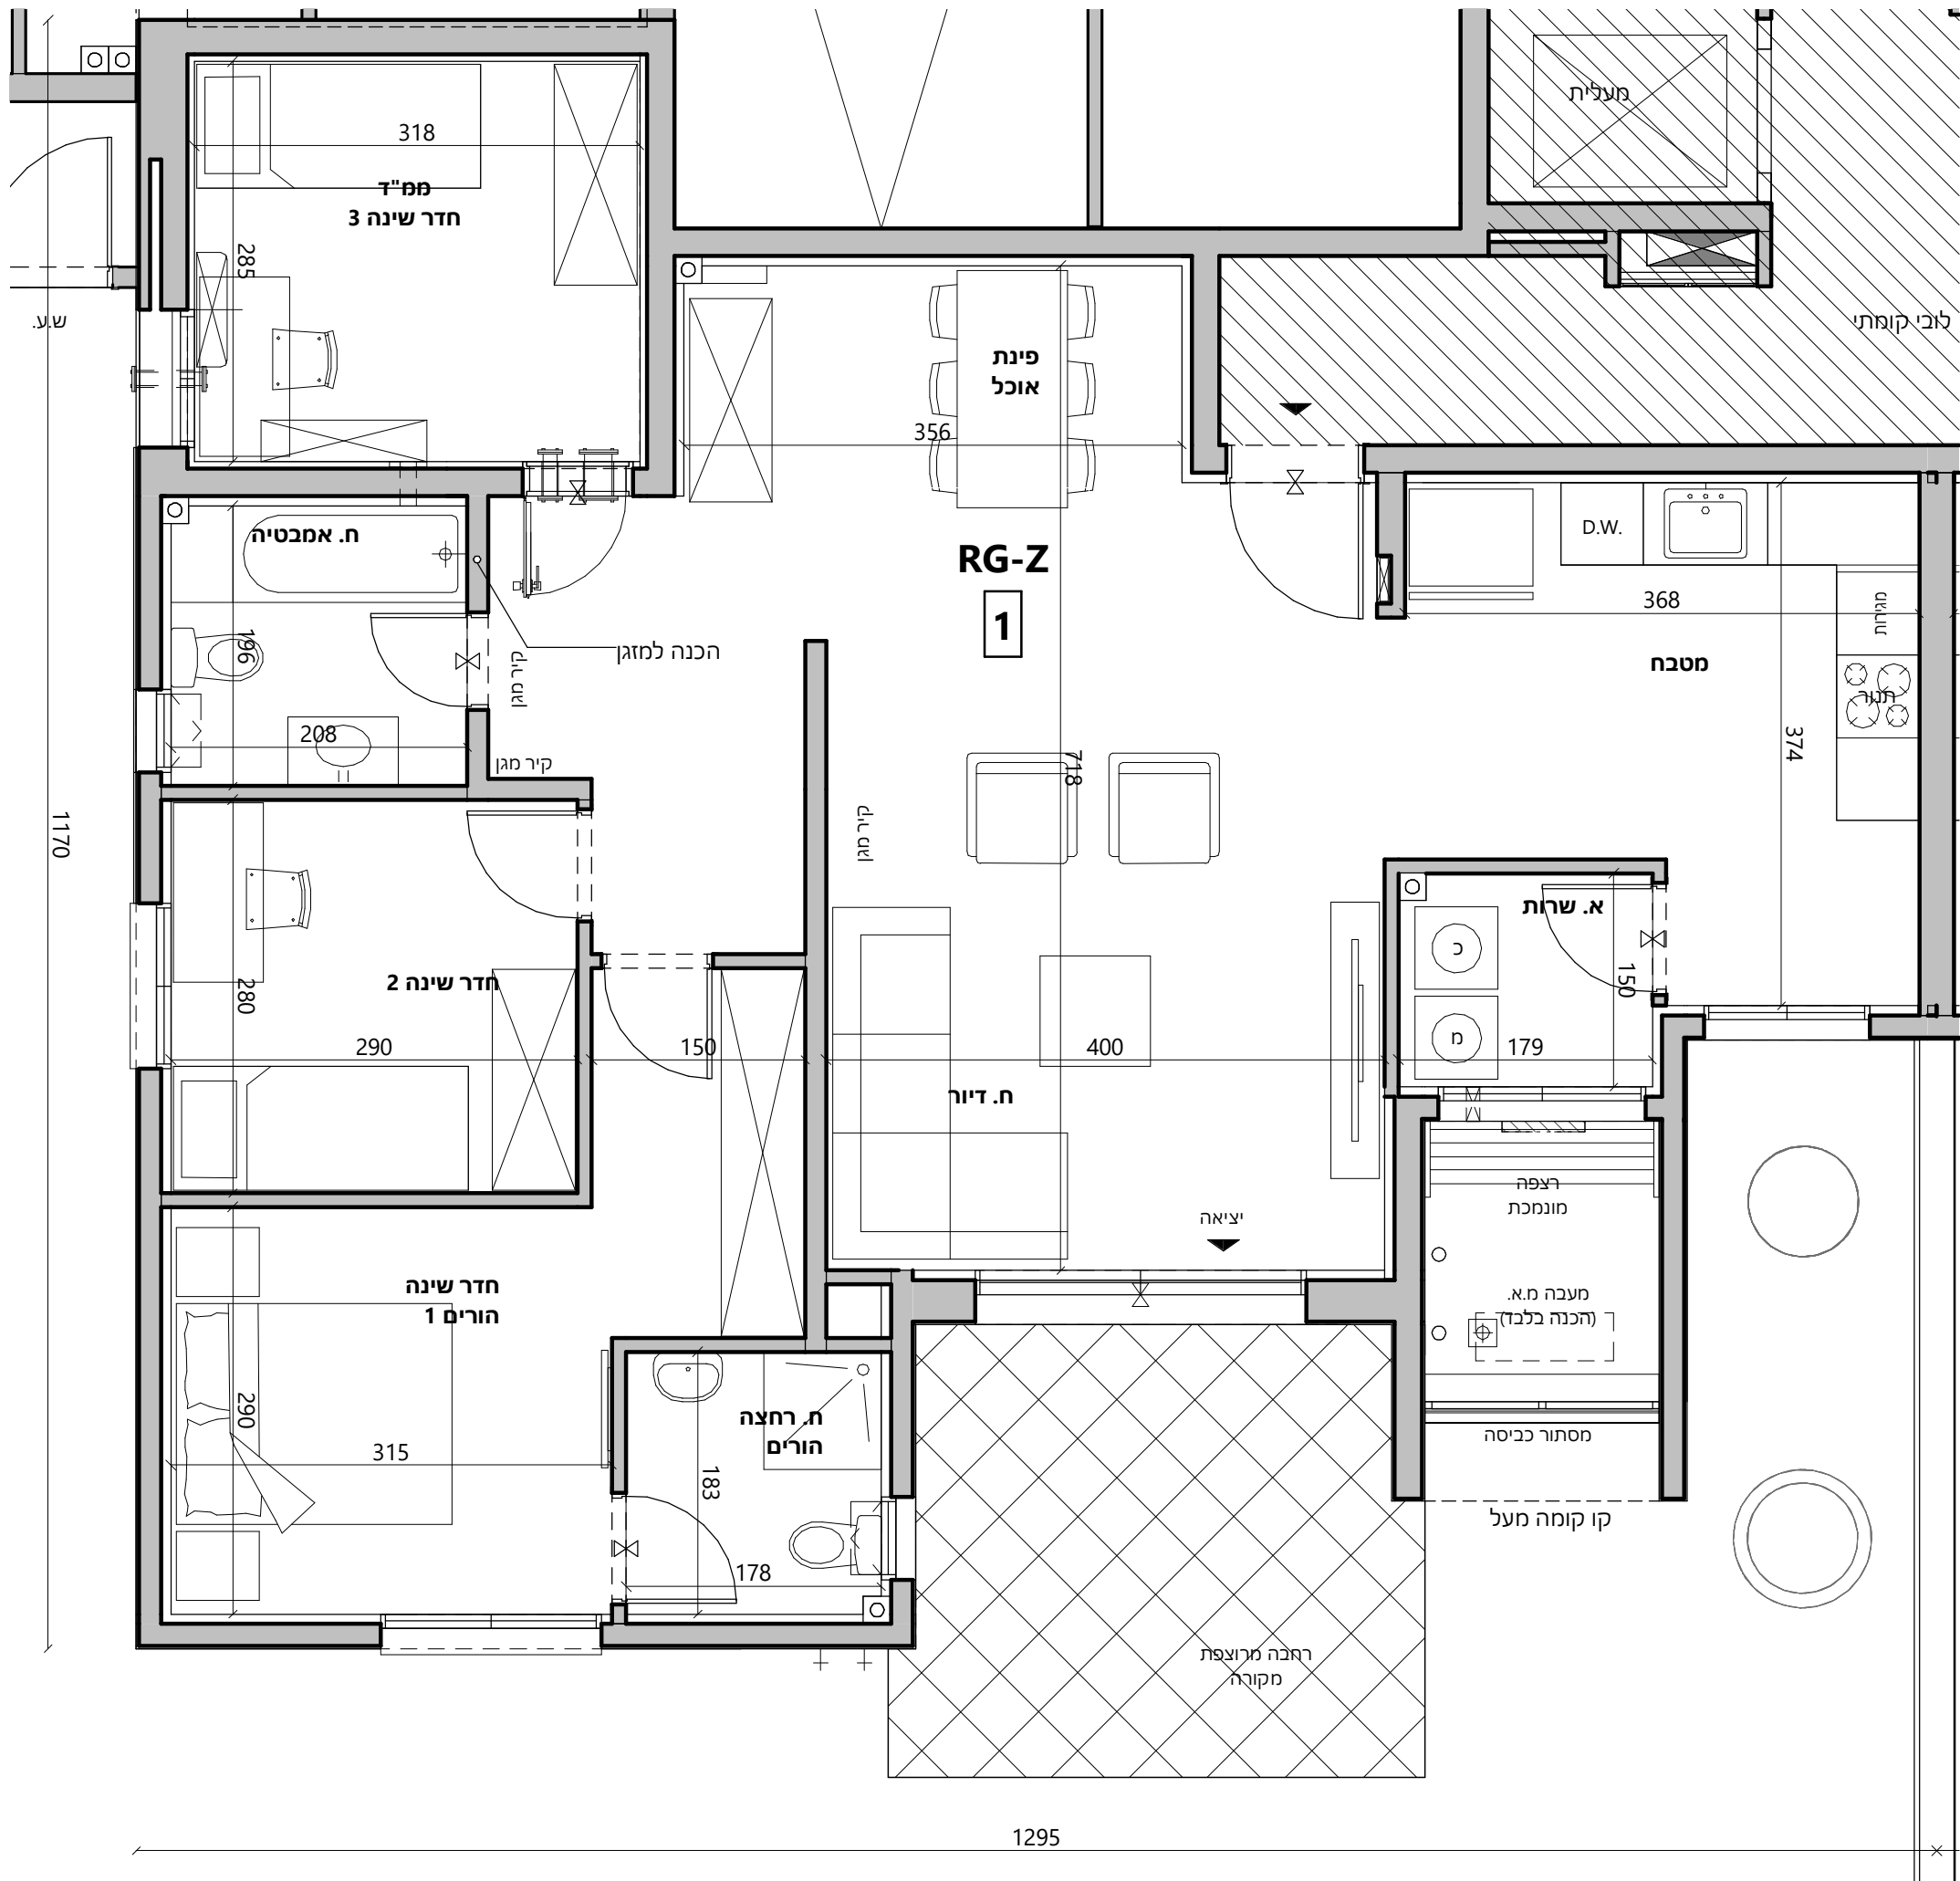 מעלית
318
ממ"ד
חדר שינה 3
285
ש.ע.
לובי קומתי
פינת
אוכל
356
ח. אמבטיה
RG-Z
1
D.W.
368
מגירות
מטבח
תנור
374
196
הכנה למזגן
קיר מגן
208
קיר מגן
718
קיר מגן
1170
א. שרות
כ
150
מ
חדר שינה 2
280
290
150
400
179
ח. דיור
רצפה
מונמכת
יציאה
חדר שינה
הורים 1
מעבה מ.א.
(הכנה בלבד)
290
315
ח. רחצה
הורים
183
מסתור כביסה
קו קומה מעל
178
רחבה מרוצפת
מקורה
1295